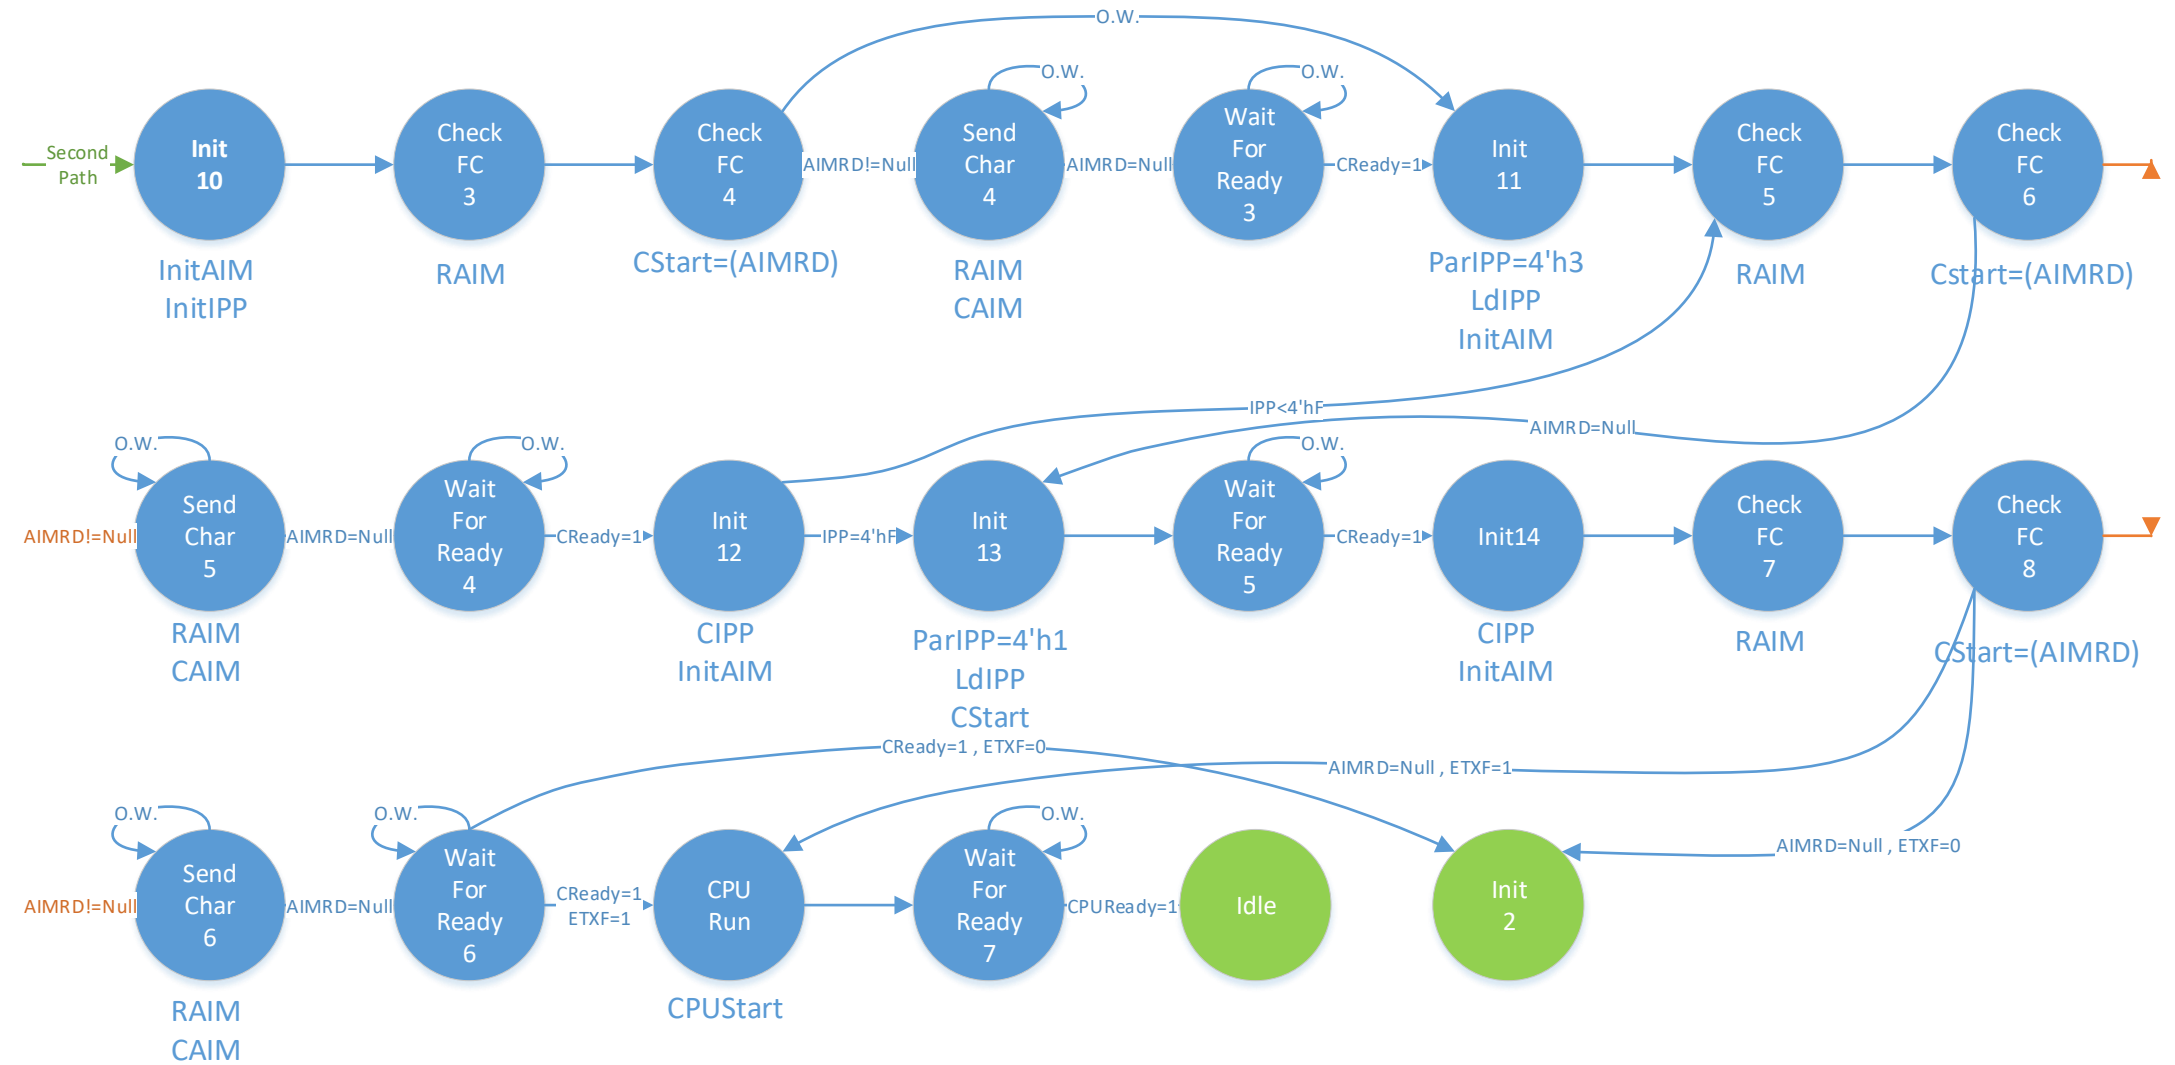 O.W.
O.W.
O.W.
Second
Path
Init
10
Check
FC
3
Check
FC
4
AIMRD!=Null
Send
Char
4
AIMRD=Null
Wait
For
Ready
3
CReady=1
Init
11
Check
FC
5
Check
FC
6
InitAIM
InitIPP
RAIM
CStart=(AIMRD)
RAIM
CAIM
ParIPP=4'h3
LdIPP
InitAIM
RAIM
Cstart=(AIMRD)
IPP<4'hF
AIMRD=Null
O.W.
O.W.
O.W.
AIMRD!=Null
Send
Char
5
AIMRD=Null
Wait
For
Ready
4
CReady=1
Init
12
IPP=4'hF
Init
13
Wait
For
Ready
5
CReady=1
Init14
Check
FC
7
Check
FC
8
RAIM
CAIM
CIPP
InitAIM
ParIPP=4'h1
LdIPP
CStart
CIPP
InitAIM
RAIM
CStart=(AIMRD)
CReady=1 , ETXF=0
AIMRD=Null , ETXF=1
AIMRD=Null , ETXF=0
O.W.
O.W.
O.W.
AIMRD!=Null
Send
Char
6
AIMRD=Null
Wait
For
Ready
6
CReady=1
ETXF=1
CPU
Run
Wait
For
Ready
7
CPUReady=1
Idle
Init
2
RAIM
CAIM
CPUStart